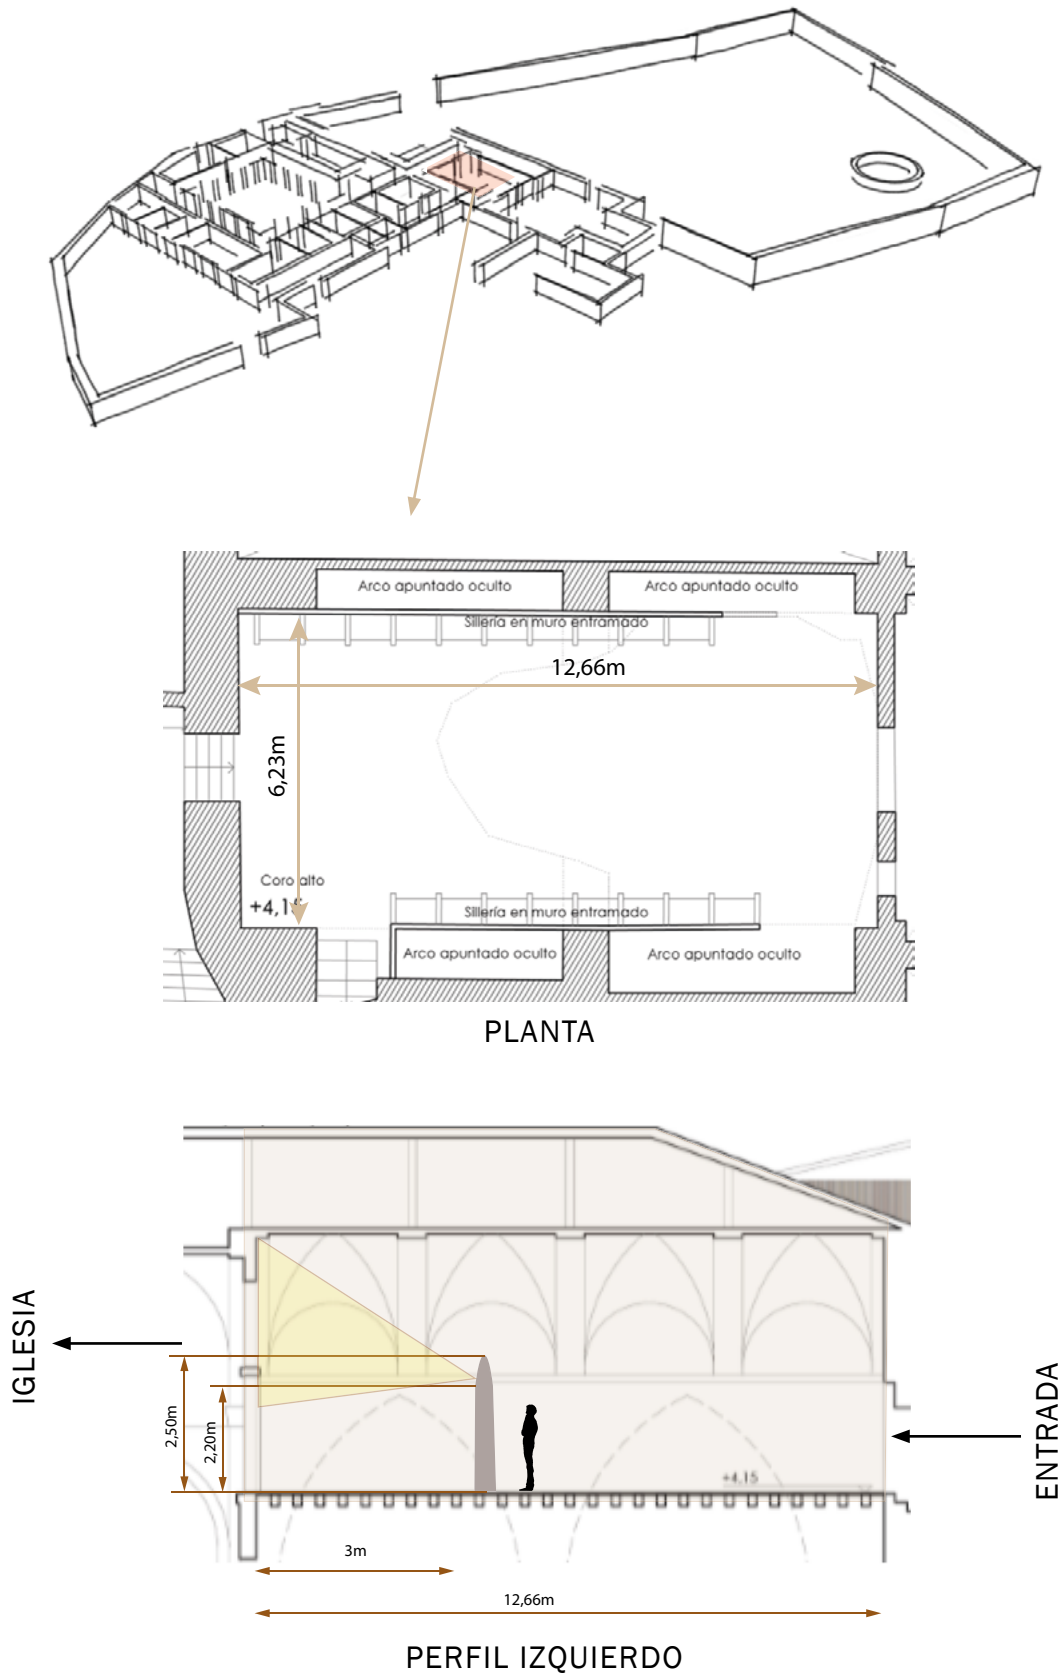 Arco apuntado oculto
Arco apuntado oculto
Sillería en muro entramado
12,66m
6,23m
Coro alto
+4,15
Sillería en muro entramado
Arco apuntado oculto
Arco apuntado oculto
PLANTA
IGLESIA
ENTRADA
2,50m
2,20m
+4,15
3m
12,66m
PERFIL IZQUIERDO